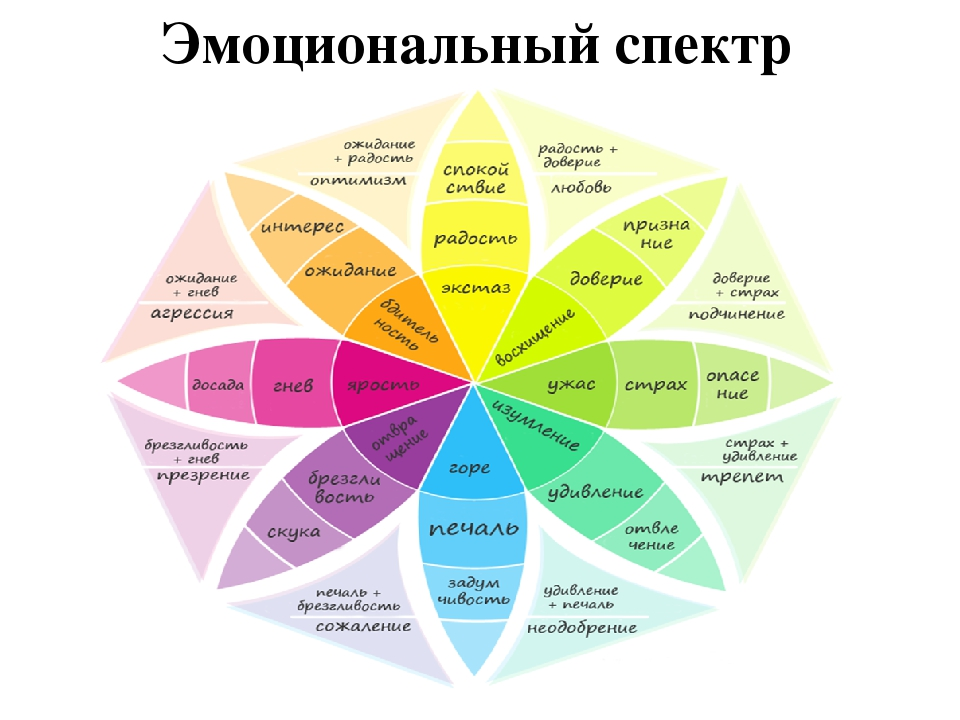 Эмоциональный спектр
ожидание
+ радость
оптимизм
спокой
ствие
радость +
доверие
любовь
интерес
ожидание
бдитель
ность
радость
экстаз
призна
ние
доверие
восхищение
ожидание
+ гнев
агрессия
доверие
+ страх
подчинение
досада
гнев
ярость
ужас
страх
опасе
ние
брезгливость
+ гнев
презрение
отвра
щение
брезгли
вость
скука
горе
печаль
задум
чивость
изумление
удивление
отвле
чение
страх +
удивление
трепет
печаль +
брезгливость
сожаление
удивление
+ печаль
неодобрение